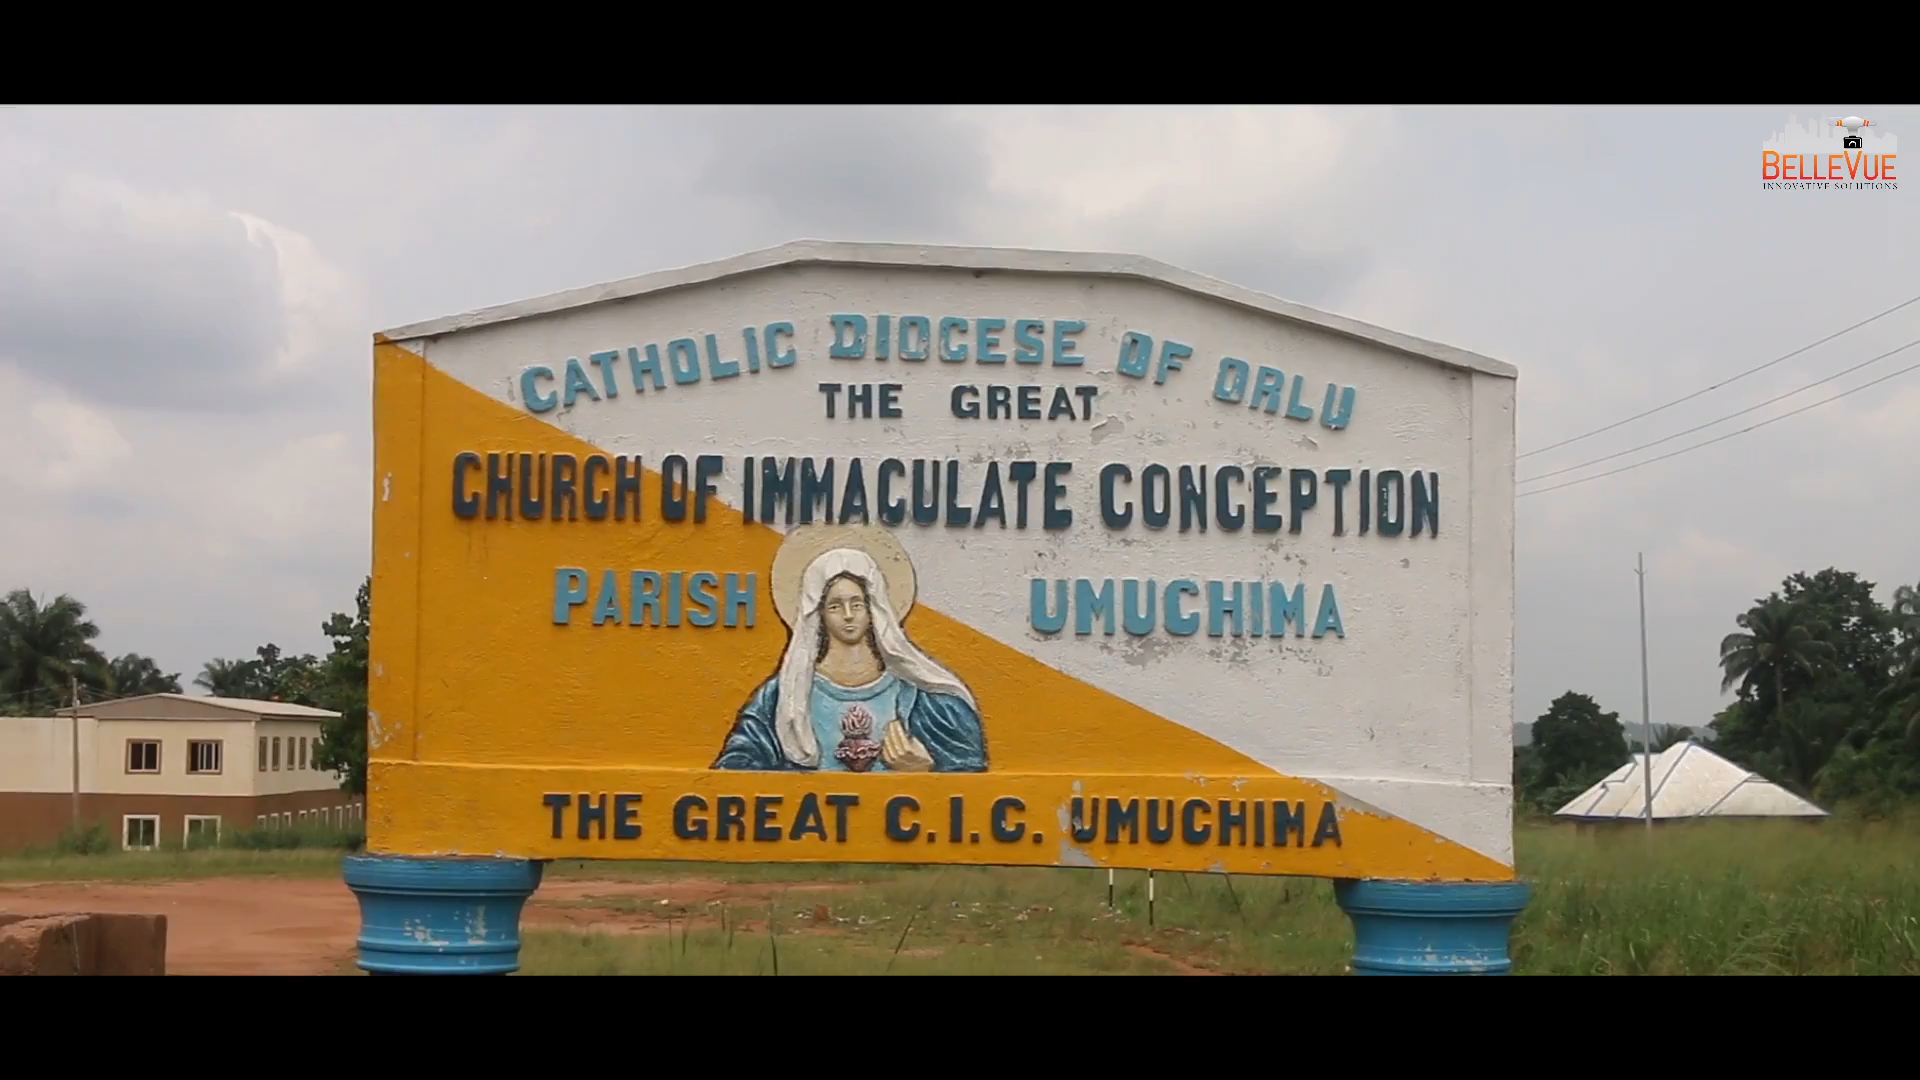 BELLEVUE
INNOVATIVE SOLUTIONS
CATHOLIC DIOCESE OF ORLU
THE GREAT
CHURCH OF IMMACULATE CONCEPTION
PARISH UMUCHIMA
THE GREAT C.I.C. UMUCHIMA